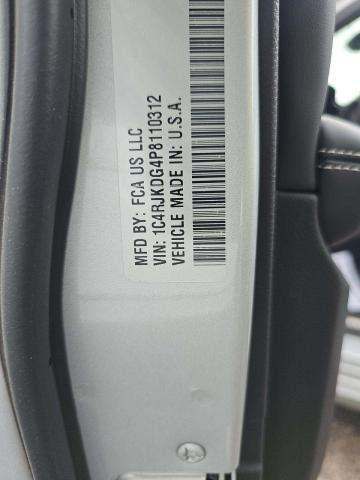 MFD BY: FCA US LLC
VIN: 1C4RJKDG4P8110312
VEHICLE MADE IN: U.S.A.